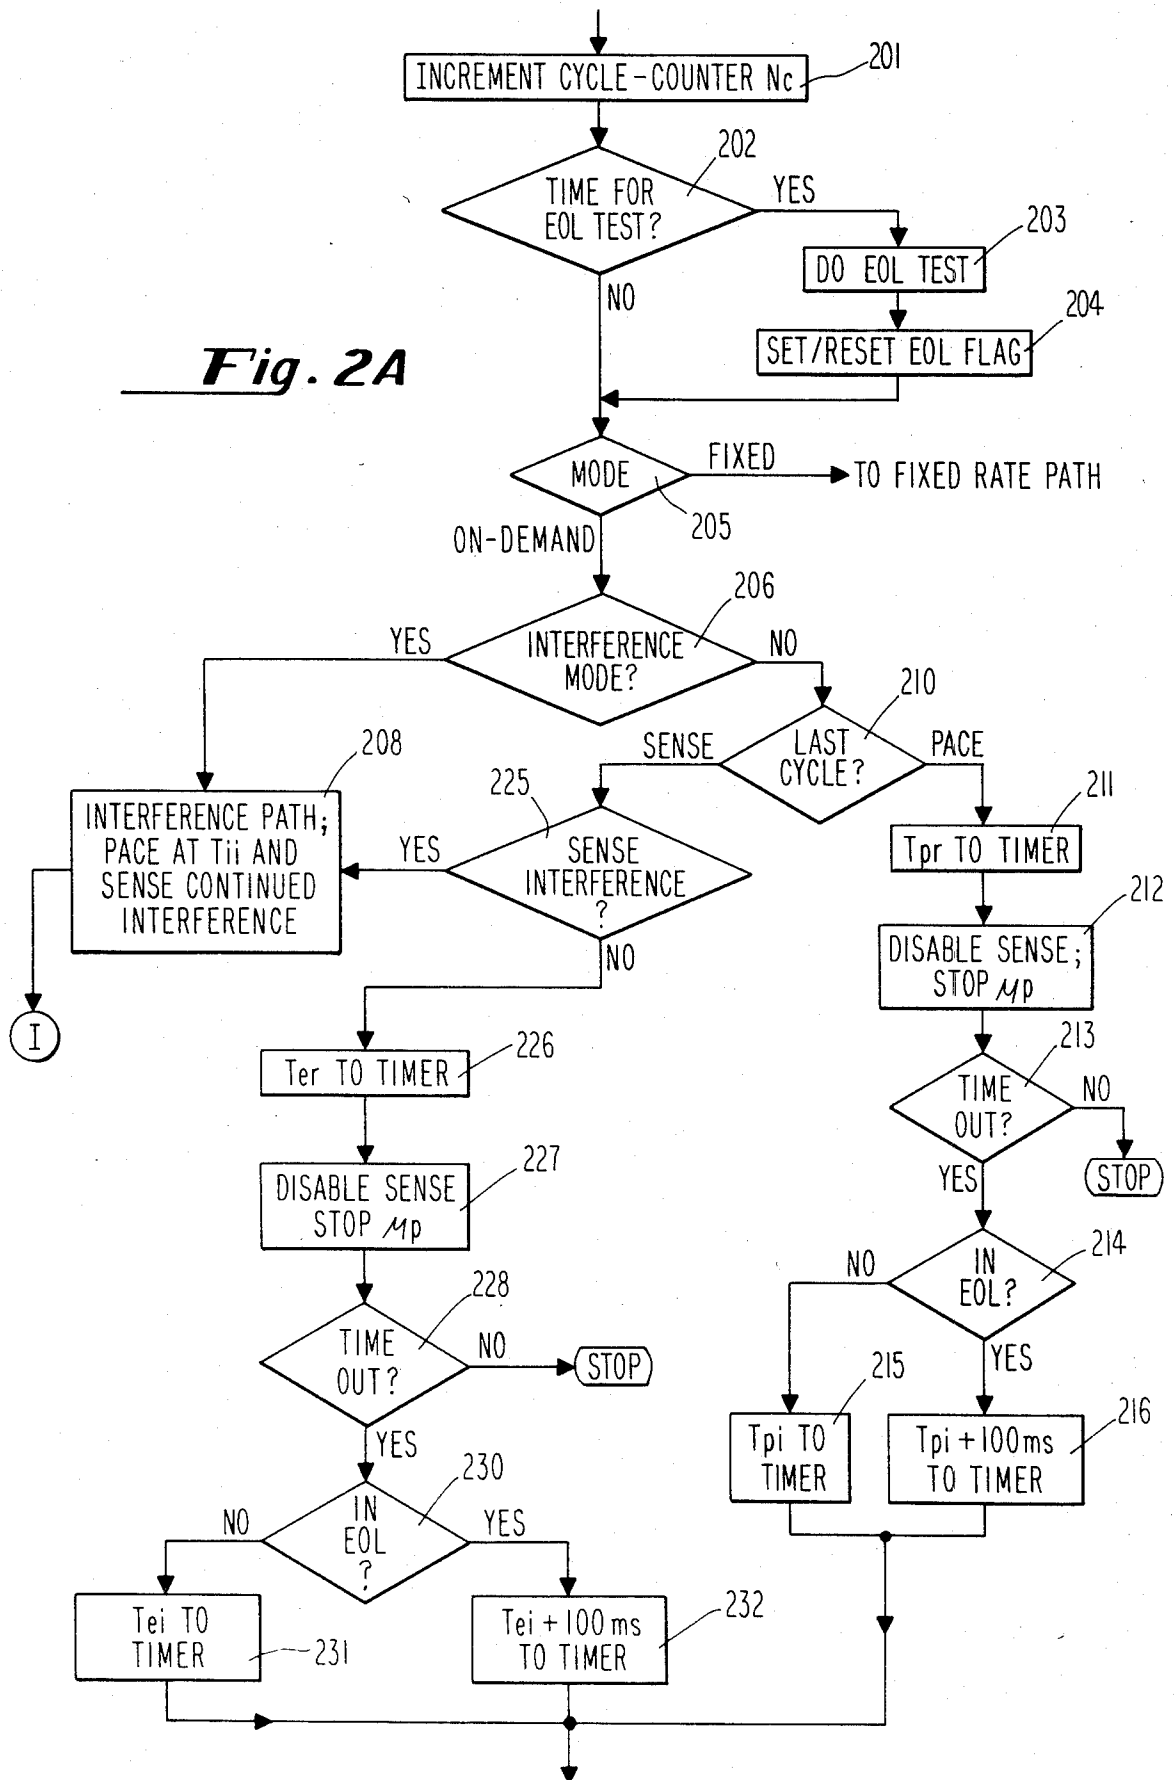 INCREMENT CYCLE-COUNTER Nc
201
202
TIME FOR
EOL TEST?
YES
203
DO EOL TEST
NO
204
SET/RESET EOL FLAG
Fig. 2A
MODE
FIXED
TO FIXED RATE PATH
205
ON-DEMAND
206
INTERFERENCE
MODE?
YES
NO
210
LAST
CYCLE?
SENSE
PACE
208
INTERFERENCE PATH;
PACE AT Tii AND
SENSE CONTINUED
INTERFERENCE
225
YES
SENSE
INTERFERENCE
?
NO
211
Tpr TO TIMER
212
DISABLE SENSE;
STOP μp
I
226
Ter TO TIMER
213
TIME
OUT?
NO
STOP
YES
227
DISABLE SENSE
STOP μp
214
IN
EOL?
NO
YES
228
TIME
OUT?
NO
STOP
YES
215
Tpi TO
TIMER
216
Tpi + 100ms
TO TIMER
230
IN
EOL
?
NO
YES
Tei TO
TIMER
231
Tei + 100ms
TO TIMER
232